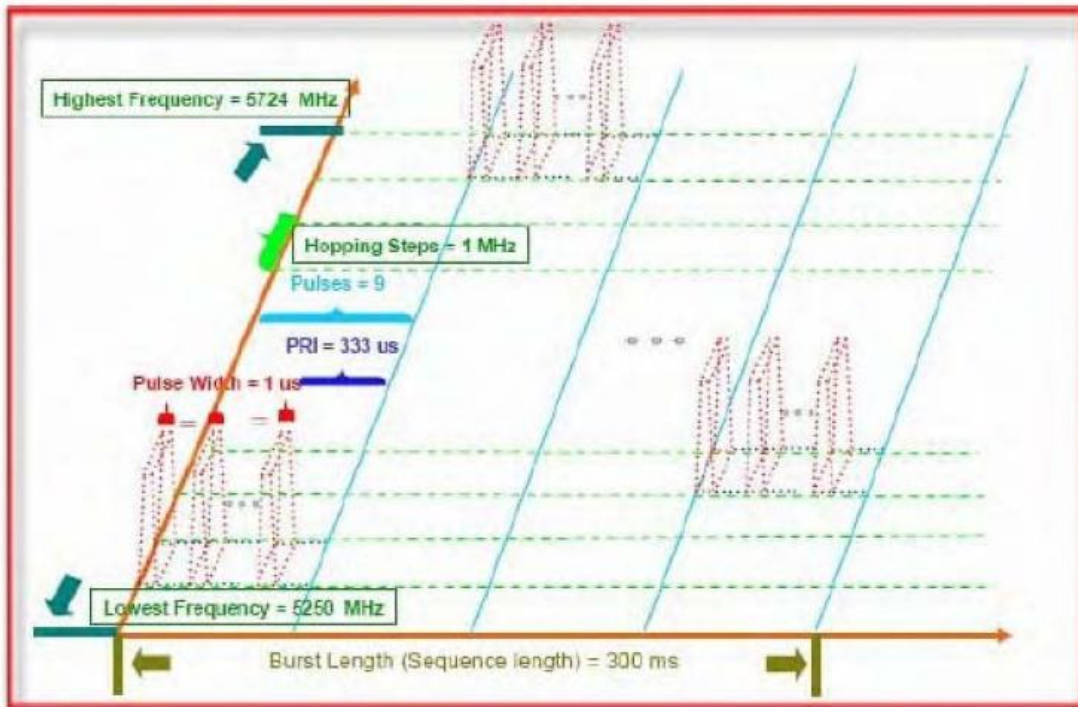 Highest Frequency = 5724 MHz
Hopping Steps = 1 MHz
Pulses = 9
PRI = 333 us
Pulse Width = 1 us
Lowest Frequency = 5250 MHz
Burst Length (Sequence length) = 300 ms